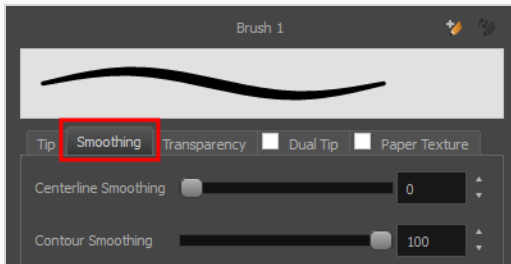 Brush 1
Tip Smoothing Transparency Dual Tip Paper Texture
Centerline Smoothing 0
Contour Smoothing 100